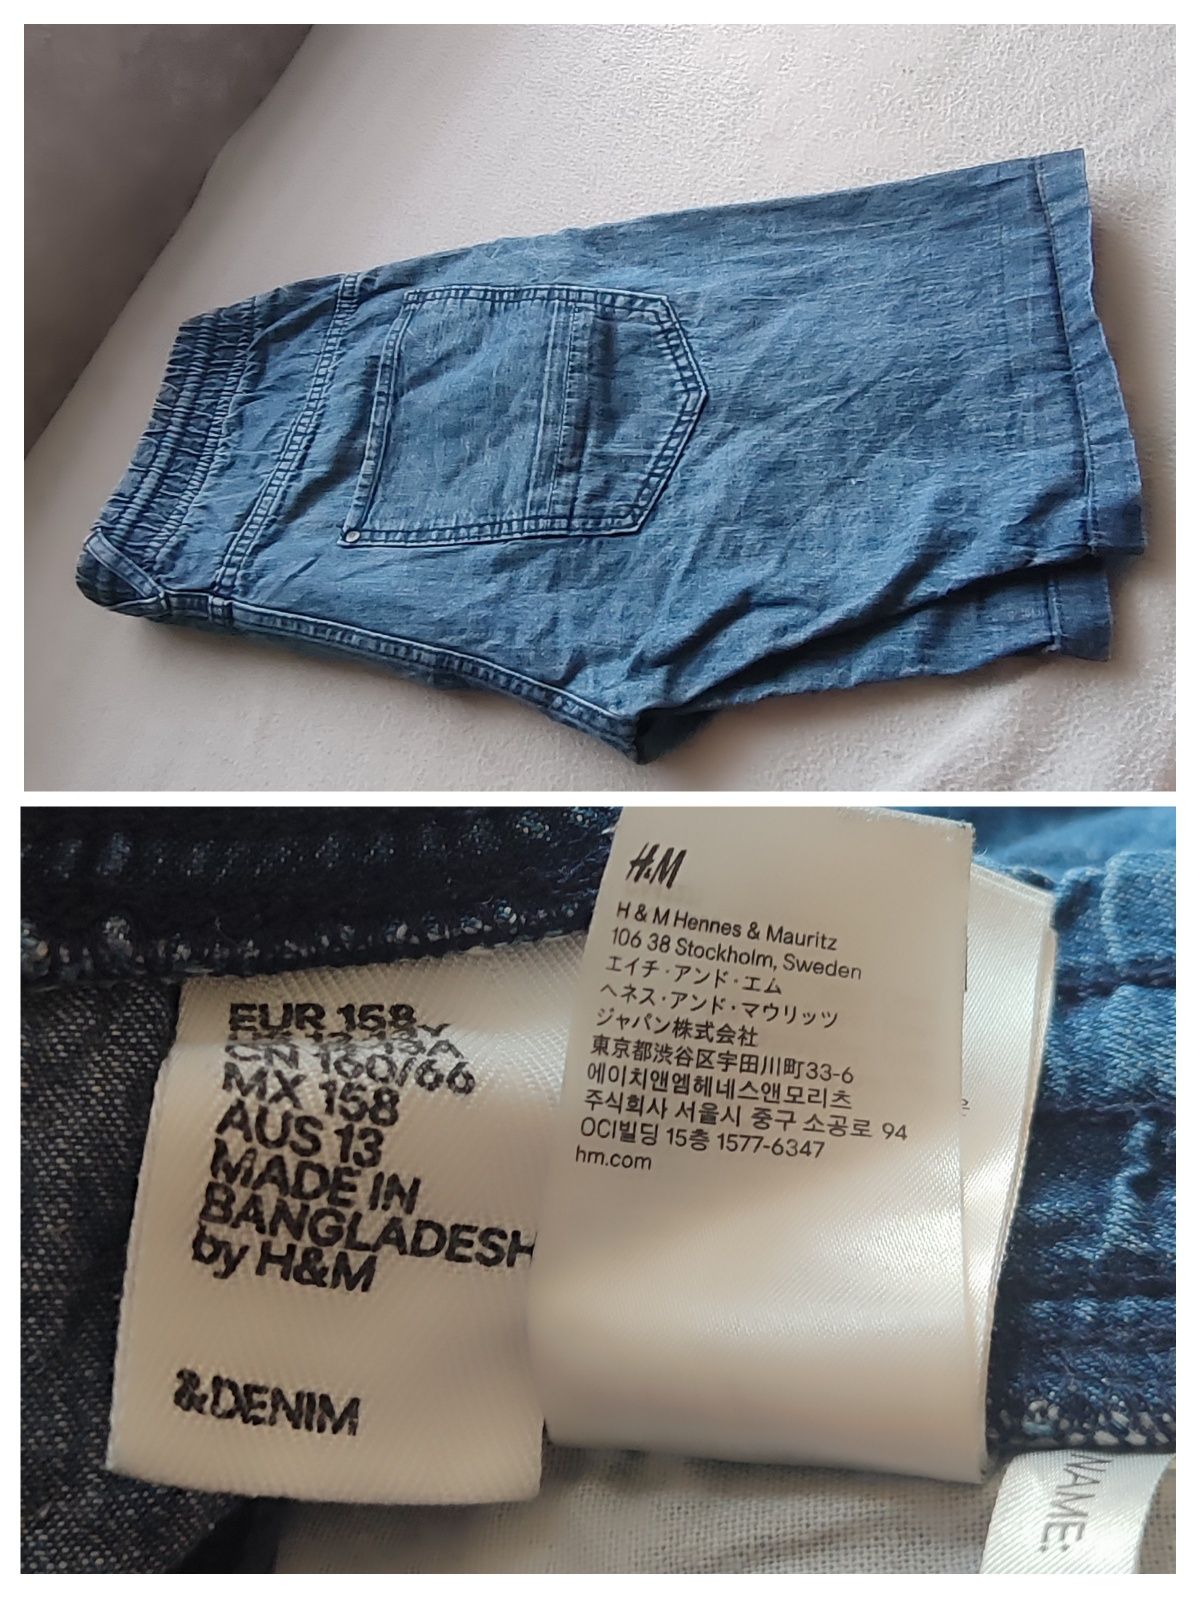 EUR 158
CN 160/66
MX 158
AUS 13
MADE IN
BANGLADESH
by H&M
&DENIM
H&M
H & M Hennes & Mauritz
106 38 Stockholm, Sweden
エイチ・アンド・エム
ヘネス・アンド・マウリッツ
ジャパン株式会社
東京都渋谷区宇田川町33-6
에이치앤엠헤네스앤모리츠
주식회사 서울시 중구 소공로 94
OCI빌딩 15층 1577-6347
hm.com
NAME: